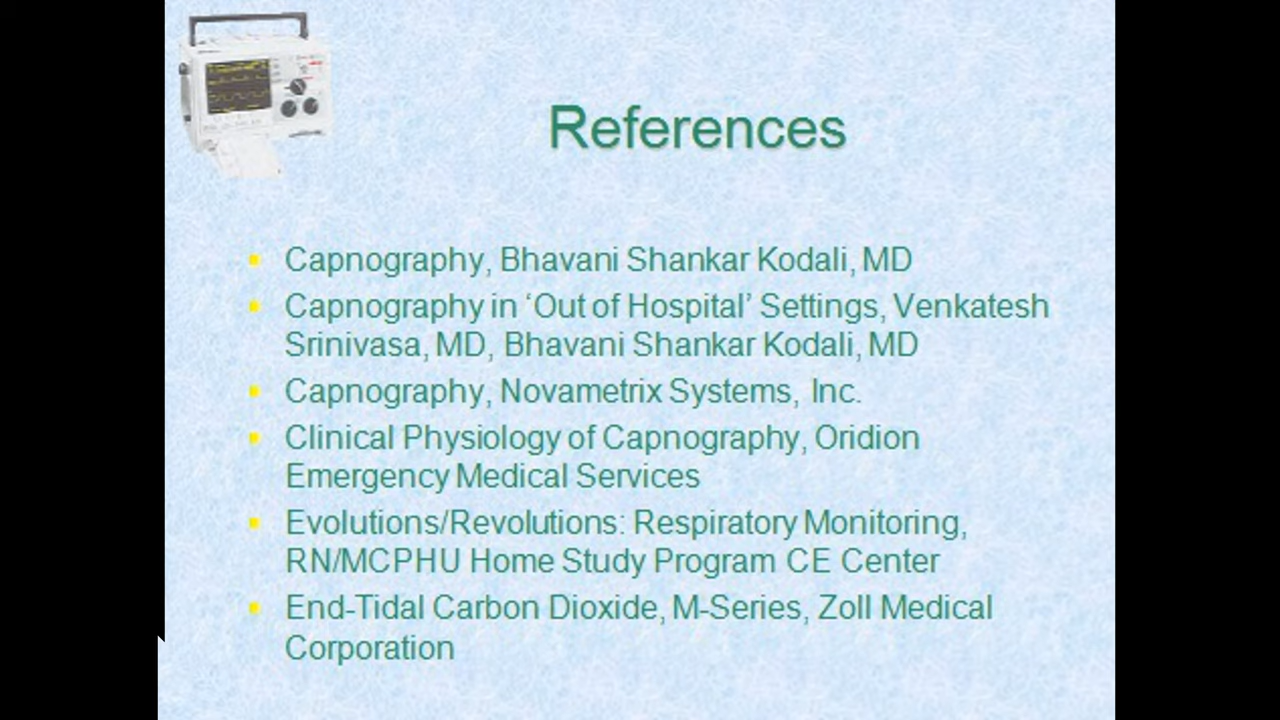 References
Capnography, Bhavani Shankar Kodali, MD
Capnography in ‘Out of Hospital’ Settings, Venkatesh
Srinivasa, MD, Bhavani Shankar Kodali, MD
Capnography, Novametrix Systems, Inc.
Clinical Physiology of Capnography, Oridion
Emergency Medical Services
Evolutions/Revolutions: Respiratory Monitoring,
RN/MCPHU Home Study Program CE Center
End-Tidal Carbon Dioxide, M-Series, Zoll Medical
Corporation